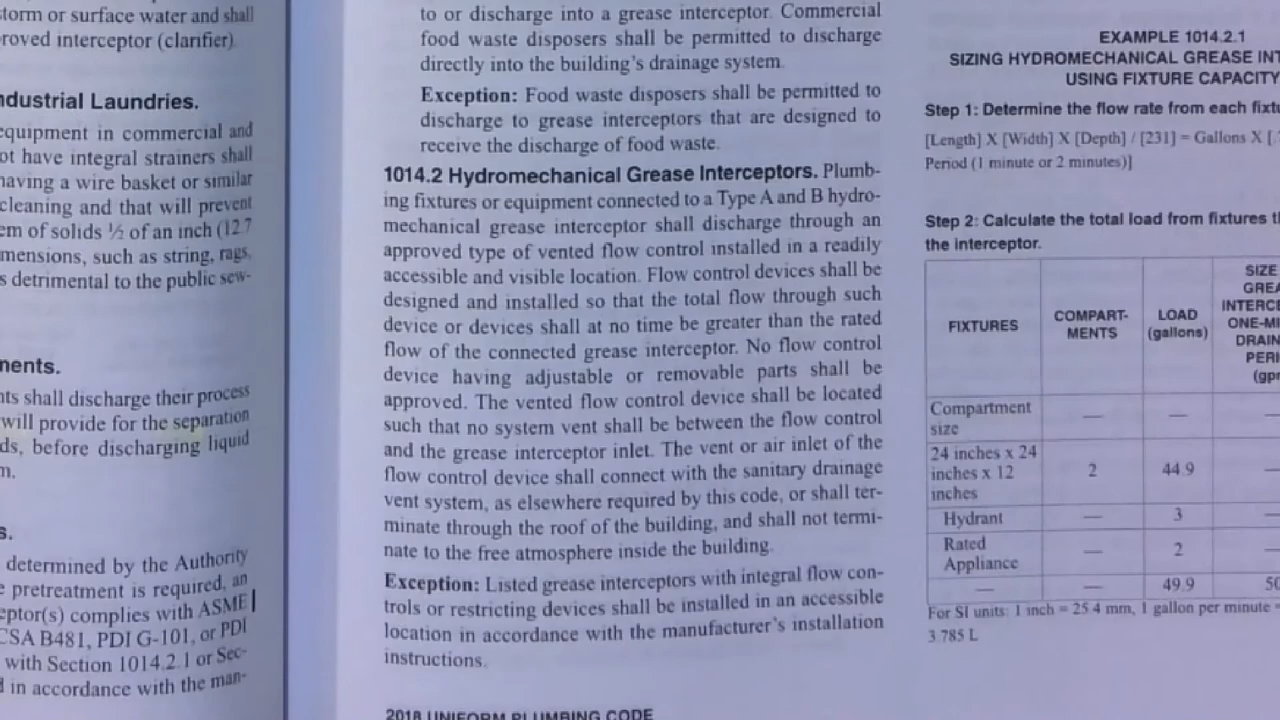 torm or surface water and shall
roved interceptor (clarifier).
ndustrial Laundries.
equipment in commercial and
ot have integral strainers shall
having a wire basket or similar
cleaning and that will prevent
em of solids ½ of an inch (12.7
mensions, such as string, rags,
s detrimental to the public sew-
nents.
nts shall discharge their process
will provide for the separation
ds, before discharging liquid
m.
s.
determined by the Authority
e pretreatment is required, an
eptor(s) complies with ASME
CSA B481, PDI G-101, or PDI
with Section 1014.2.1 or Sec-
d in accordance with the man-
to or discharge into a grease interceptor. Commercial
food waste disposers shall be permitted to discharge
directly into the building's drainage system.
Exception: Food waste disposers shall be permitted to
discharge to grease interceptors that are designed to
receive the discharge of food waste.
1014.2 Hydromechanical Grease Interceptors. Plumb-
ing fixtures or equipment connected to a Type A and B hydro-
mechanical grease interceptor shall discharge through an
approved type of vented flow control installed in a readily
accessible and visible location. Flow control devices shall be
designed and installed so that the total flow through such
device or devices shall at no time be greater than the rated
flow of the connected grease interceptor. No flow control
device having adjustable or removable parts shall be
approved. The vented flow control device shall be located
such that no system vent shall be between the flow control
and the grease interceptor inlet. The vent or air inlet of the
flow control device shall connect with the sanitary drainage
vent system, as elsewhere required by this code, or shall ter-
minate through the roof of the building, and shall not termi-
nate to the free atmosphere inside the building.
Exception: Listed grease interceptors with integral flow con-
trols or restricting devices shall be installed in an accessible
location in accordance with the manufacturer's installation
instructions.
2018 UNIFORM PLUMBING CODE
EXAMPLE 1014.2.1
SIZING HYDROMECHANICAL GREASE INT
USING FIXTURE CAPACITY
Step 1: Determine the flow rate from each fixtu
[Length] X [Width] X [Depth] / [231] = Gallons X [.
Period (1 minute or 2 minutes)]
Step 2: Calculate the total load from fixtures t
the interceptor.
FIXTURES
COMPART-
MENTS
LOAD
(gallons)
SIZE
GREA
INTERCE
ONE-MI
DRAIN
PERI
(gpr
Compartment
size
— —
24 inches x 24
inches x 12
inches
2 44.9 —
Hydrant — 3 —
Rated
Appliance
— 2 —
— — 49.9 50
For SI units: 1 inch = 25.4 mm, 1 gallon per minute =
3.785 L